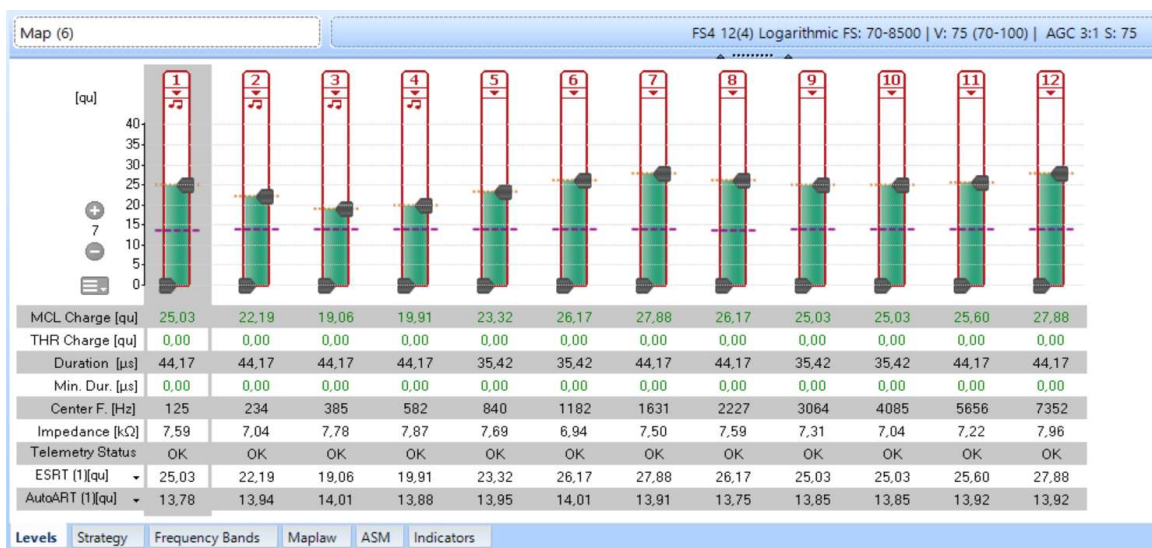 Map (6) FS4 12(4) Logarithmic FS: 70-8500 | V: 75 (70-100) | AGC 3:1 S: 75
[qu] 1 2 3 4 5 6 7 8 9 10 11 12
40
35
30
25
20
15
10
5
0
7
MCL Charge [qu] 25,03 22,19 19,06 19,91 23,32 26,17 27,88 26,17 25,03 25,03 25,60 27,88
THR Charge [qu] 0,00 0,00 0,00 0,00 0,00 0,00 0,00 0,00 0,00 0,00 0,00 0,00
Duration [µs] 44,17 44,17 44,17 44,17 35,42 35,42 44,17 44,17 35,42 35,42 44,17 44,17
Min. Dur. [µs] 0,00 0,00 0,00 0,00 0,00 0,00 0,00 0,00 0,00 0,00 0,00 0,00
Center F. [Hz] 125 234 385 582 840 1182 1631 2227 3064 4085 5656 7352
Impedance [kΩ] 7,59 7,04 7,78 7,87 7,69 6,94 7,50 7,59 7,31 7,04 7,22 7,96
Telemetry Status OK OK OK OK OK OK OK OK OK OK OK OK
ESRT (1)[qu] 25,03 22,19 19,06 19,91 23,32 26,17 27,88 26,17 25,03 25,03 25,60 27,88
AutoART (1)[qu] 13,78 13,94 14,01 13,88 13,95 14,01 13,91 13,75 13,85 13,85 13,92 13,92
Levels Strategy Frequency Bands Maplaw ASM Indicators